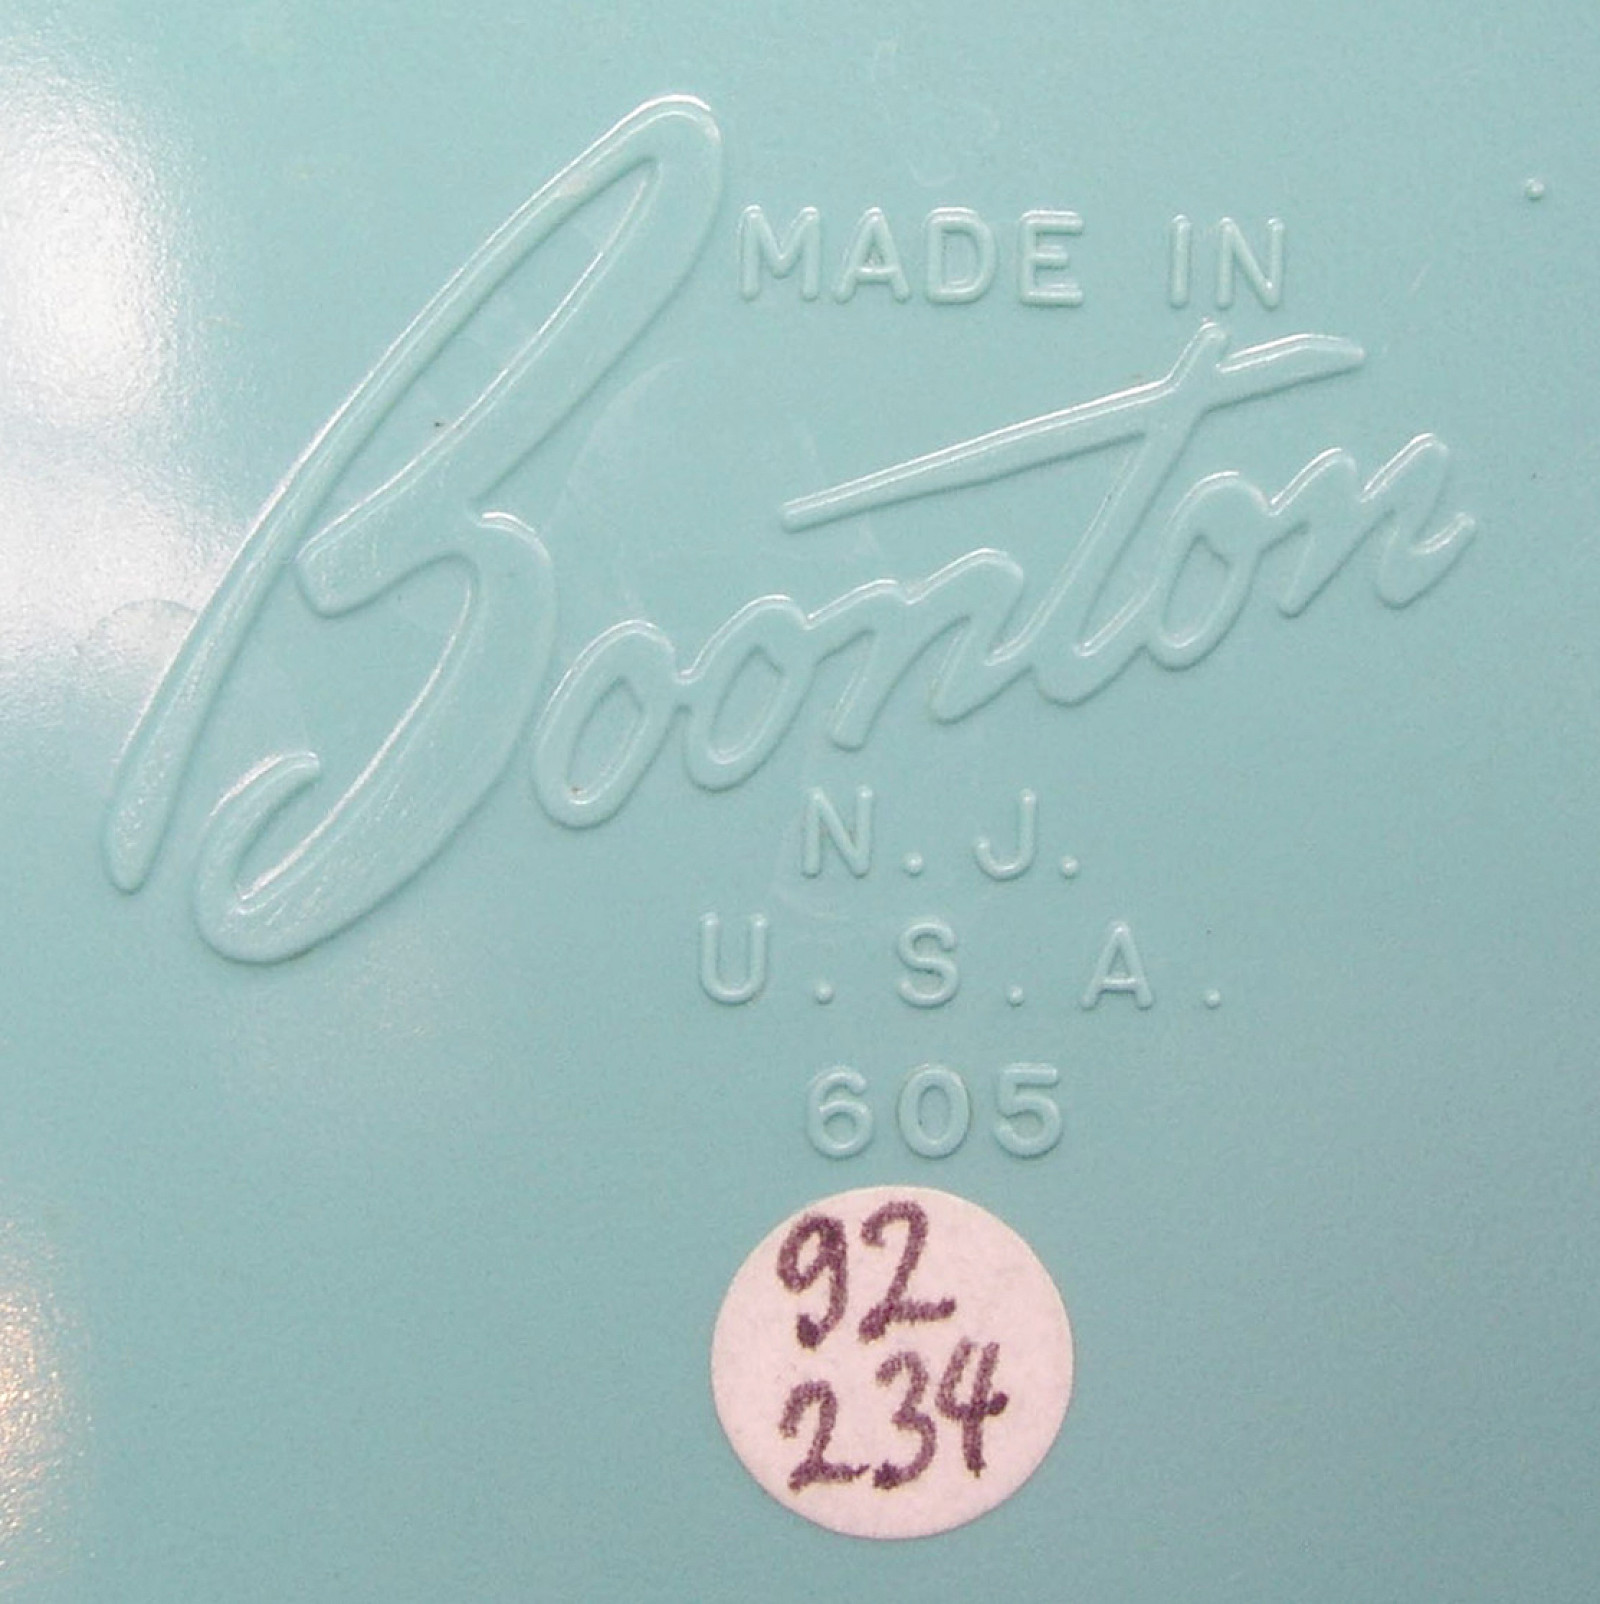 MADE IN
Boonton
N. J.
U. S. A.
605
92
234